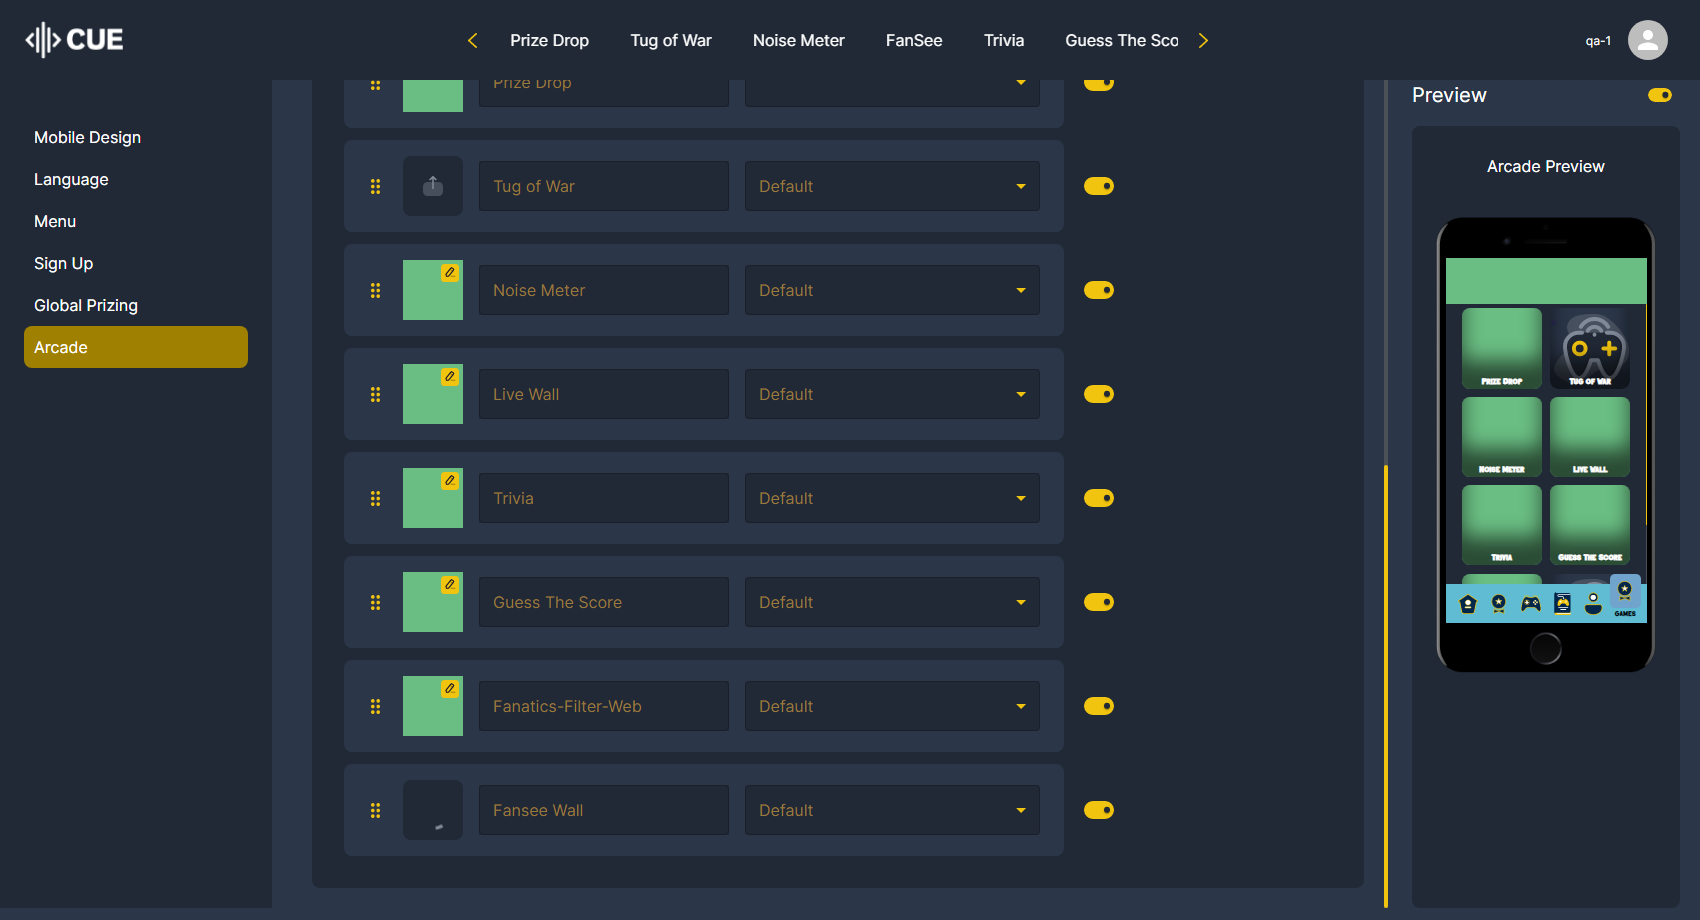 CUE
Prize Drop
Tug of War
Noise Meter
FanSee
Trivia
Guess The Sco
qa-1
Mobile Design
Language
Menu
Sign Up
Global Prizing
Arcade
Prize Drop
Tug of War
Default
Noise Meter
Default
Live Wall
Default
Trivia
Default
Guess The Score
Default
Fanatics-Filter-Web
Default
Fansee Wall
Default
Preview
Arcade Preview
Prize Drop
Tug of War
Noise Meter
Live Wall
Trivia
Guess The Score
GAMES